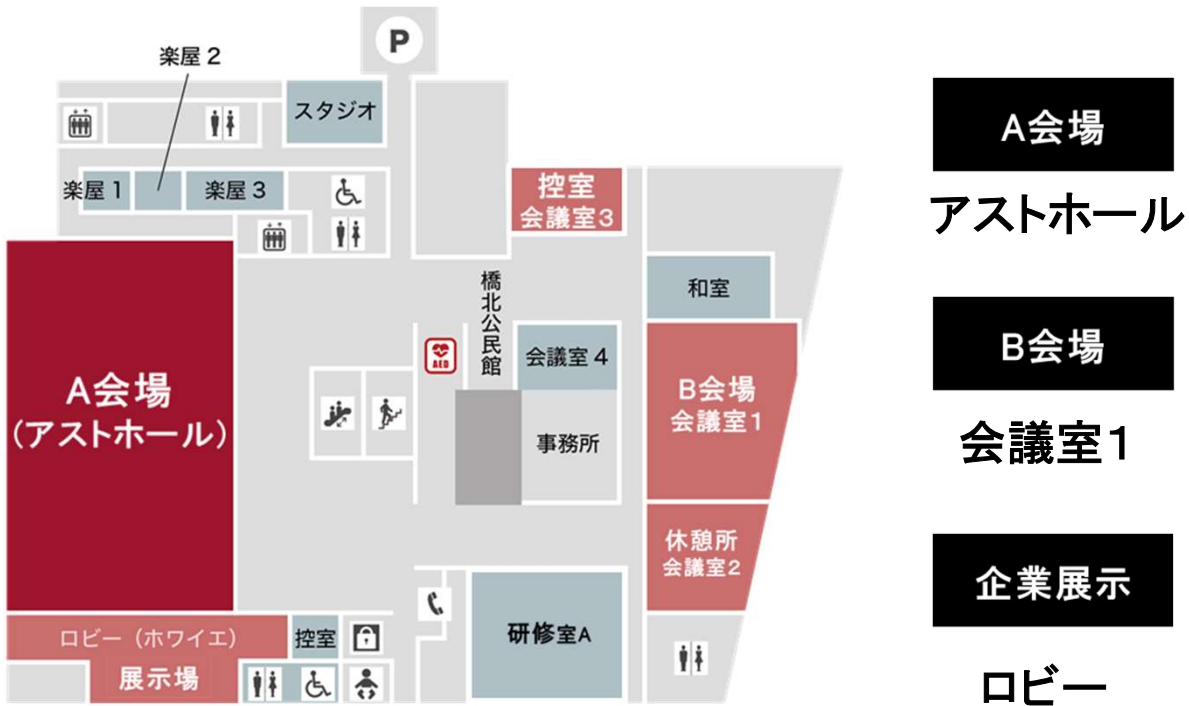 P
楽屋 2
スタジオ
楽屋 1
楽屋 3
控室
会議室3
和室
橋北公民館
AED
会議室 4
A会場
(アストホール)
B会場
会議室1
事務所
休憩所
会議室2
ロビー（ホワイエ）
展示場
控室
研修室A
A会場
アストホール
B会場
会議室1
企業展示
ロビー